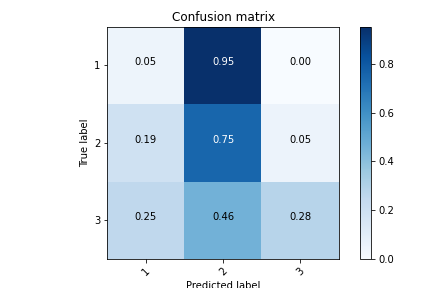 Confusion matrix
True label
1 0.05 0.95 0.00
2 0.19 0.75 0.05
3 0.25 0.46 0.28
1 2 3
Predicted label
0.8
0.6
0.4
0.2
0.0